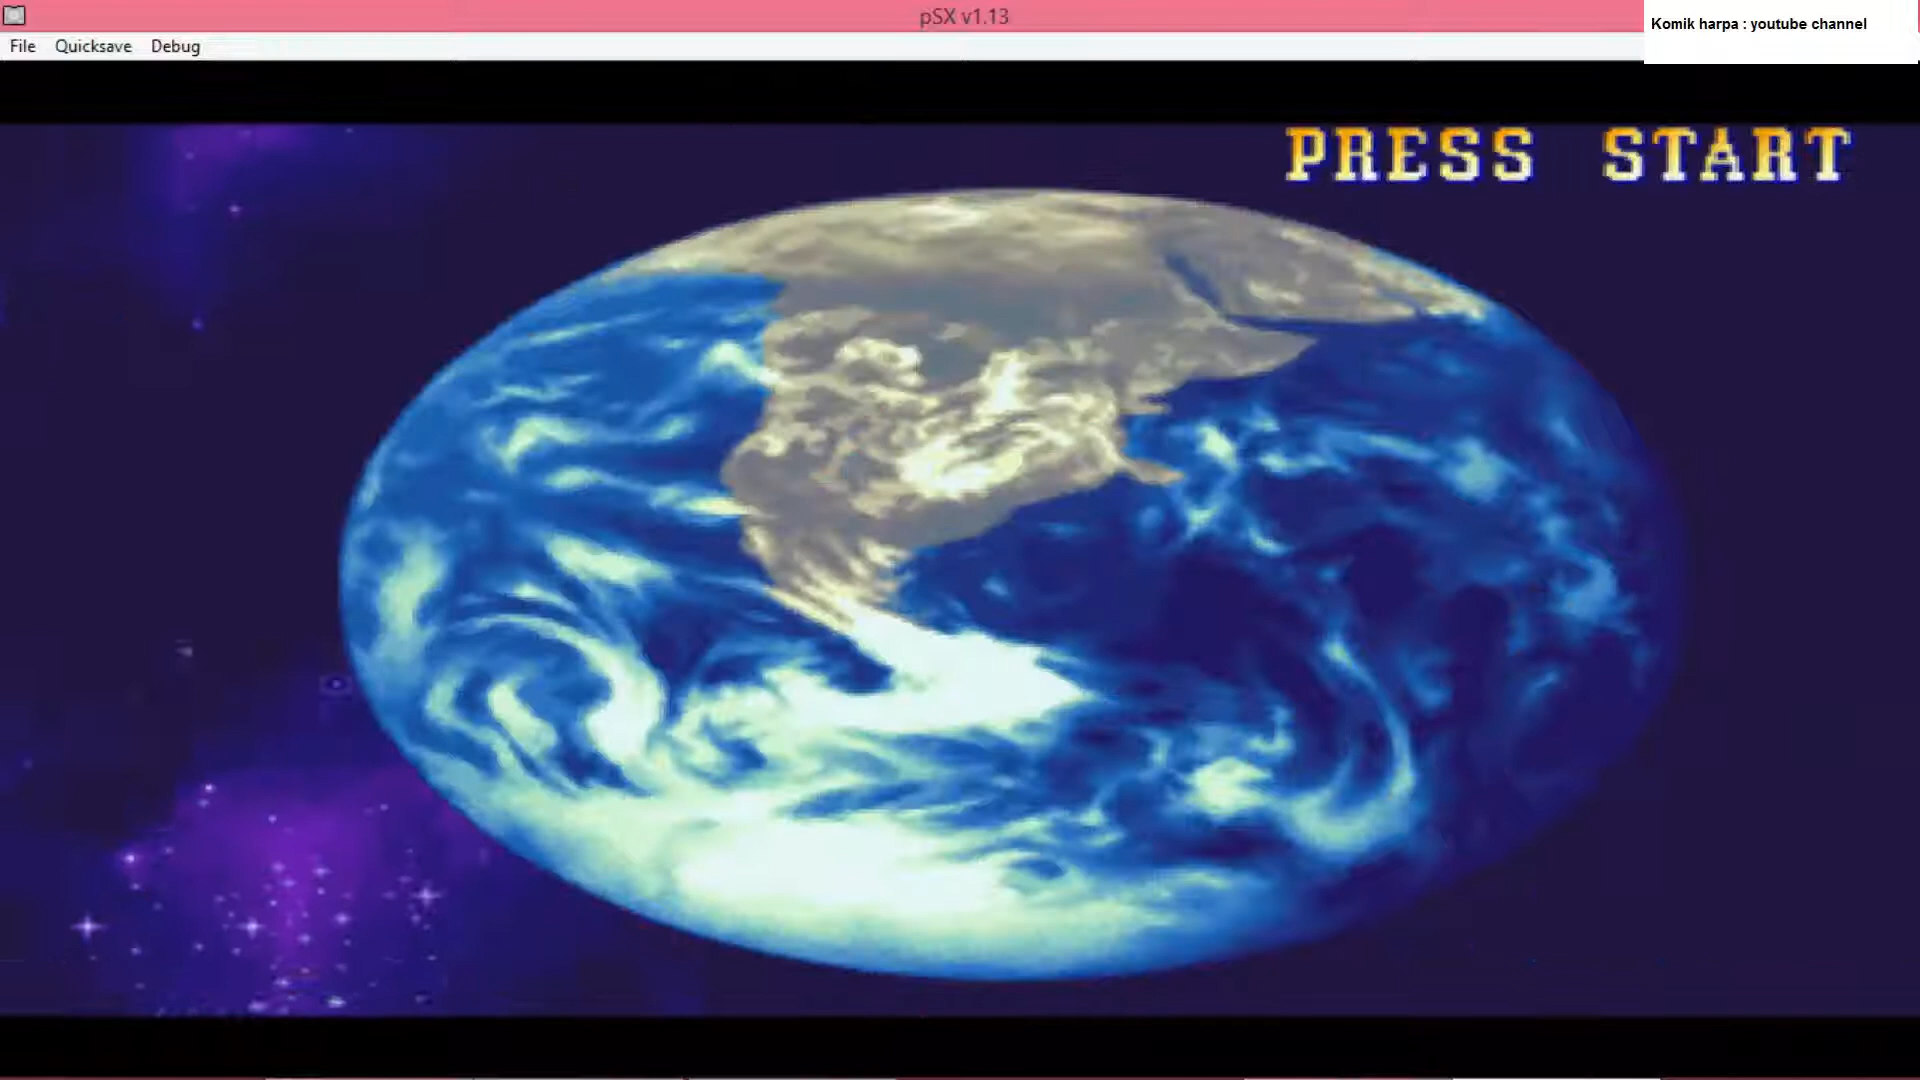 pSX v1.13
Komik harpa : youtube channel
File Quicksave Debug
PRESS START